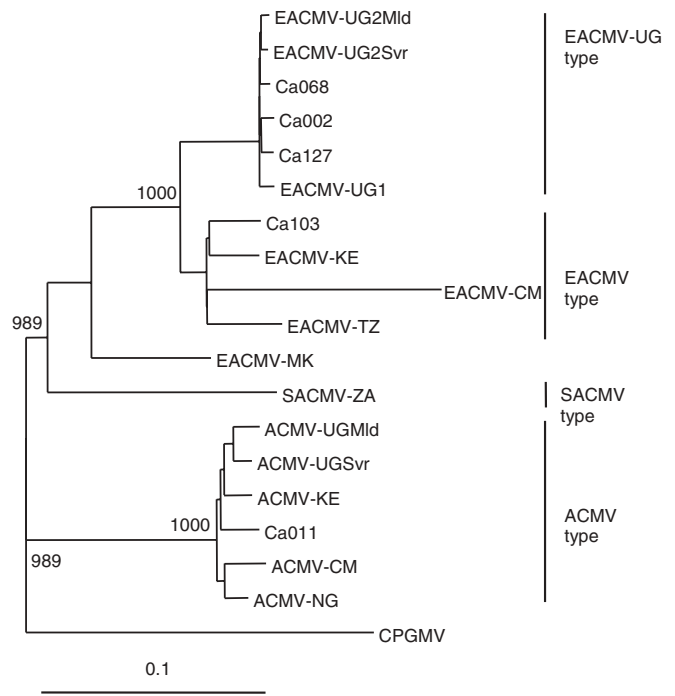 EACMV-UG2Mld
EACMV-UG
type
EACMV-UG2Svr
Ca068
Ca002
Ca127
1000
EACMV-UG1
Ca103
EACMV-KE
EACMV
type
EACMV-CM
989
EACMV-TZ
EACMV-MK
SACMV-ZA
SACMV
type
ACMV-UGMld
ACMV-UGSvr
ACMV-KE
ACMV
type
1000
Ca011
989
ACMV-CM
ACMV-NG
CPGMV
0.1